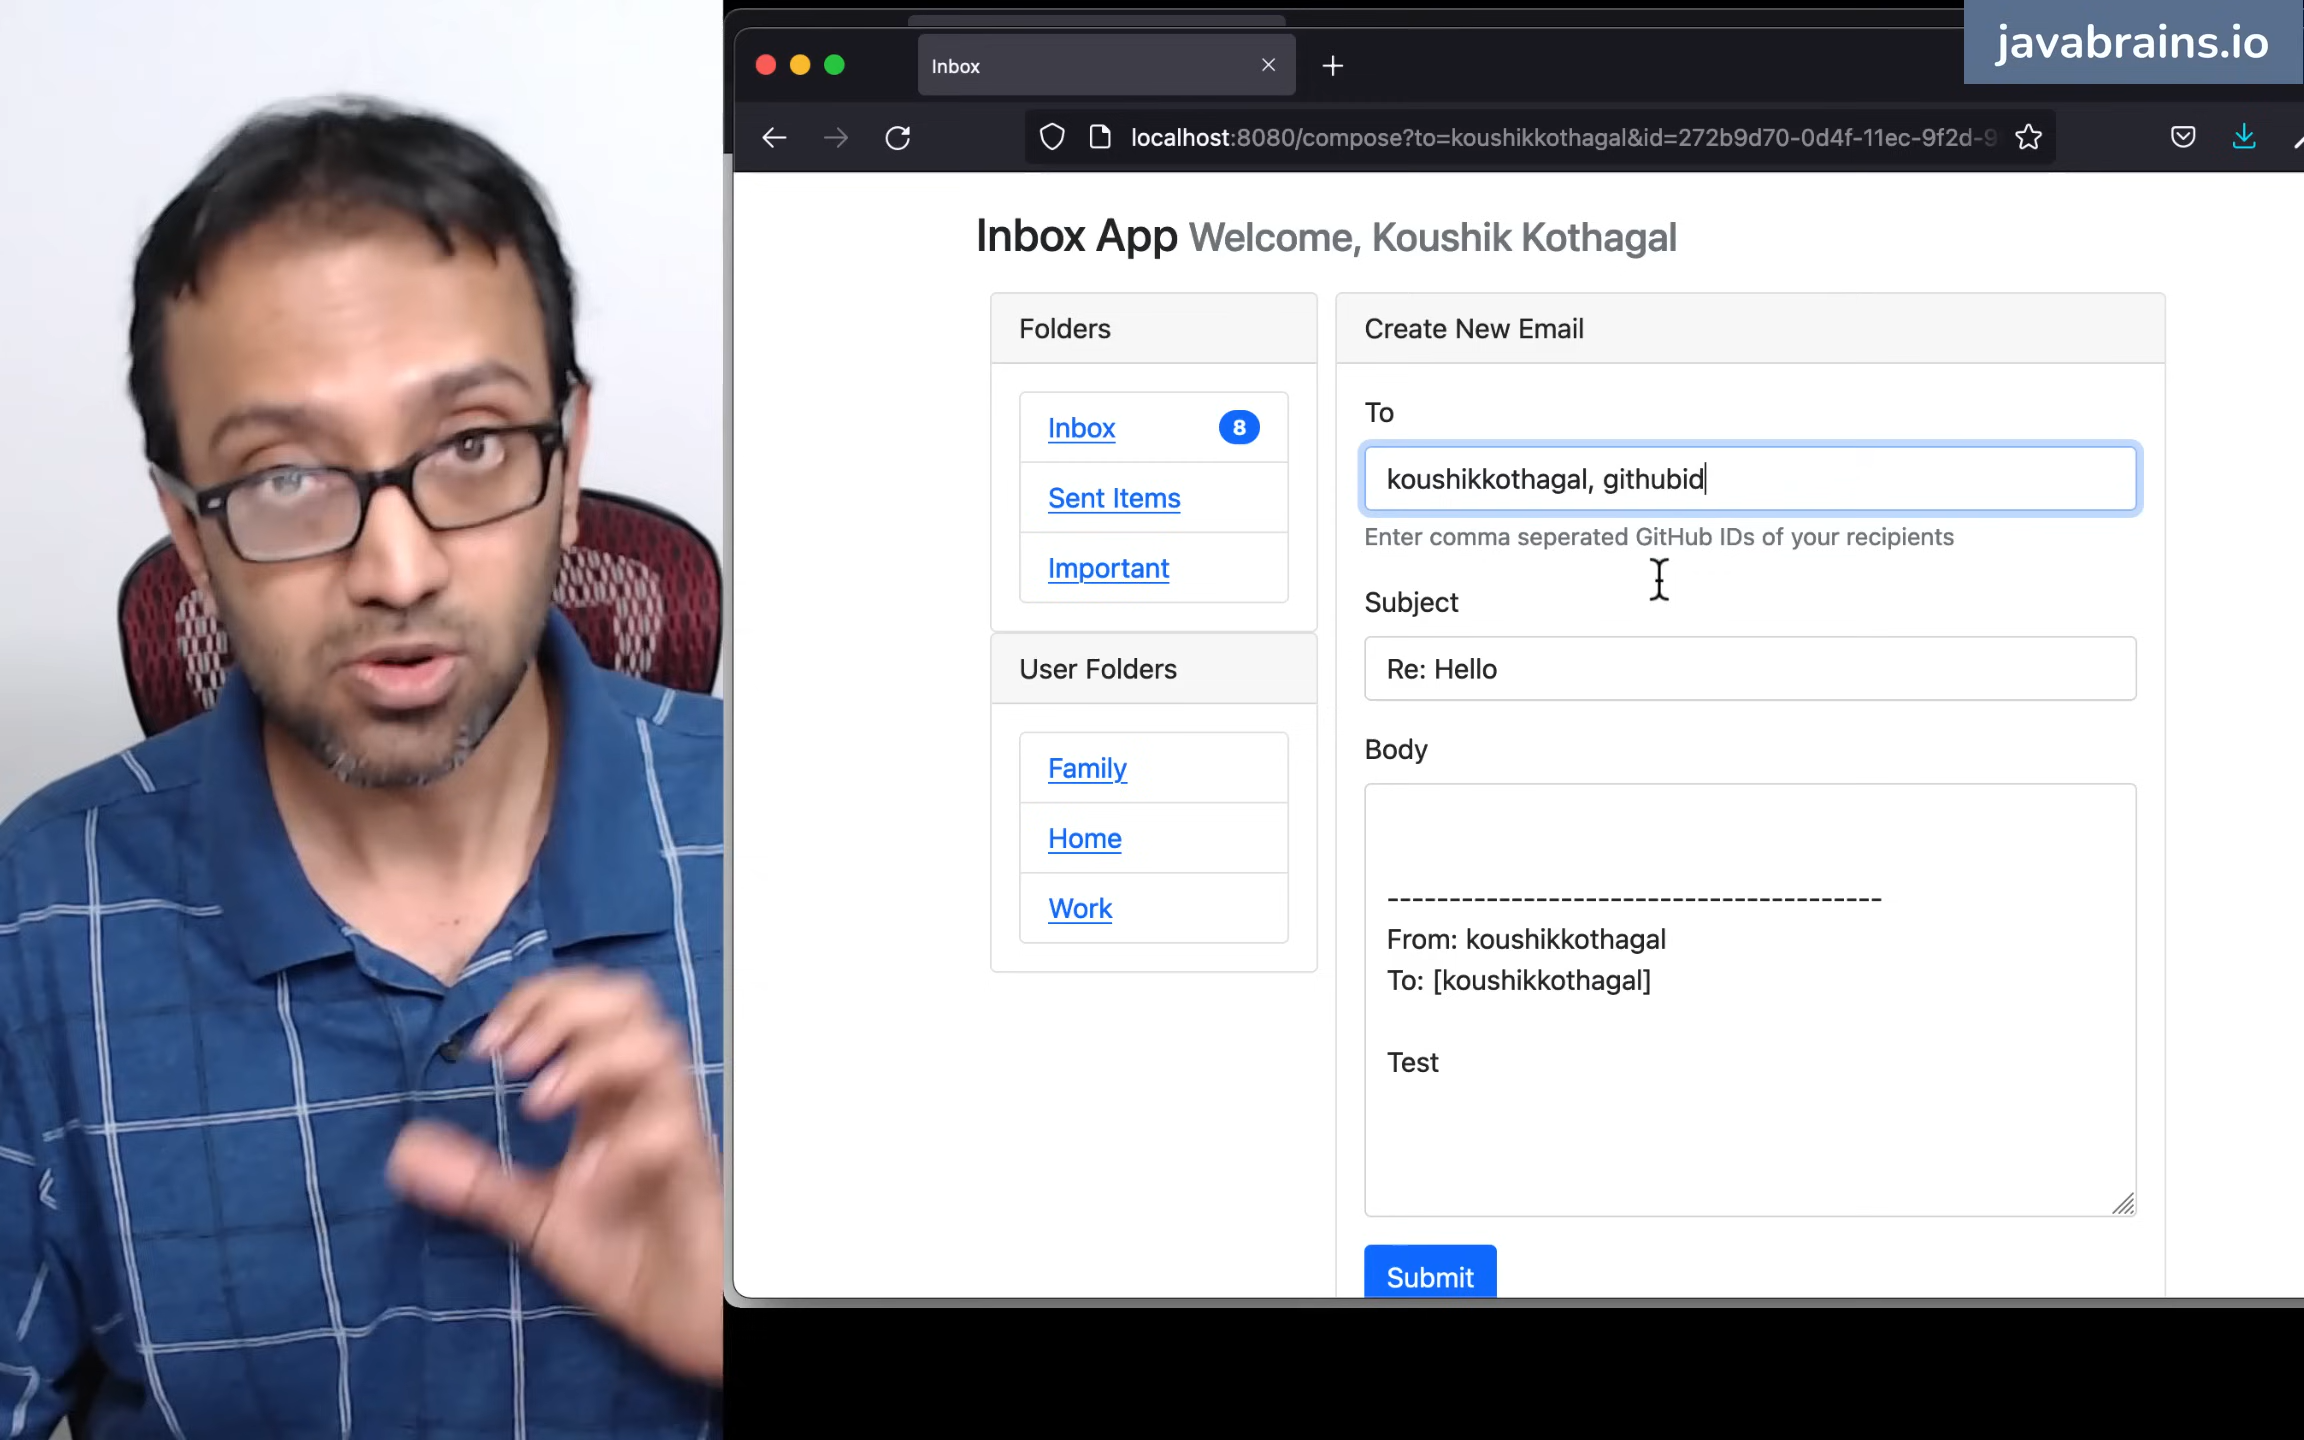 javabrains.io
Inbox
localhost:8080/compose?to=koushikkothagal&id=272b9d70-0d4f-11ec-9f2d-9
Inbox App Welcome, Koushik Kothagal
Folders
Inbox 8
Sent Items
Important
User Folders
Family
Home
Work
Create New Email
To
koushikkothagal, githubid
Enter comma seperated GitHub IDs of your recipients
Subject
Re: Hello
Body
----------------------------------------
From: koushikkothagal
To: [koushikkothagal]
Test
Submit